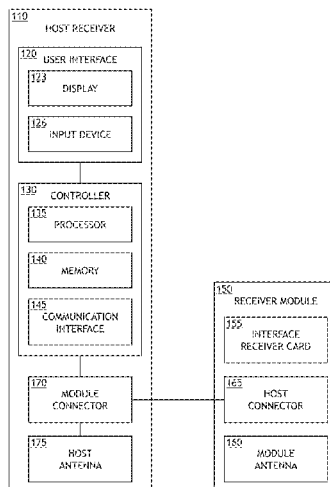 110
HOST RECEIVER
120
USER INTERFACE
123
DISPLAY
126
INPUT DEVICE
130
CONTROLLER
135
PROCESSOR
140
MEMORY
145
COMMUNICATION
INTERFACE
170
MODULE
CONNECTOR
175
HOST
ANTENNA
150
RECEIVER MODULE
155
INTERFACE
RECEIVER CARD
165
HOST
CONNECTOR
160
MODULE
ANTENNA